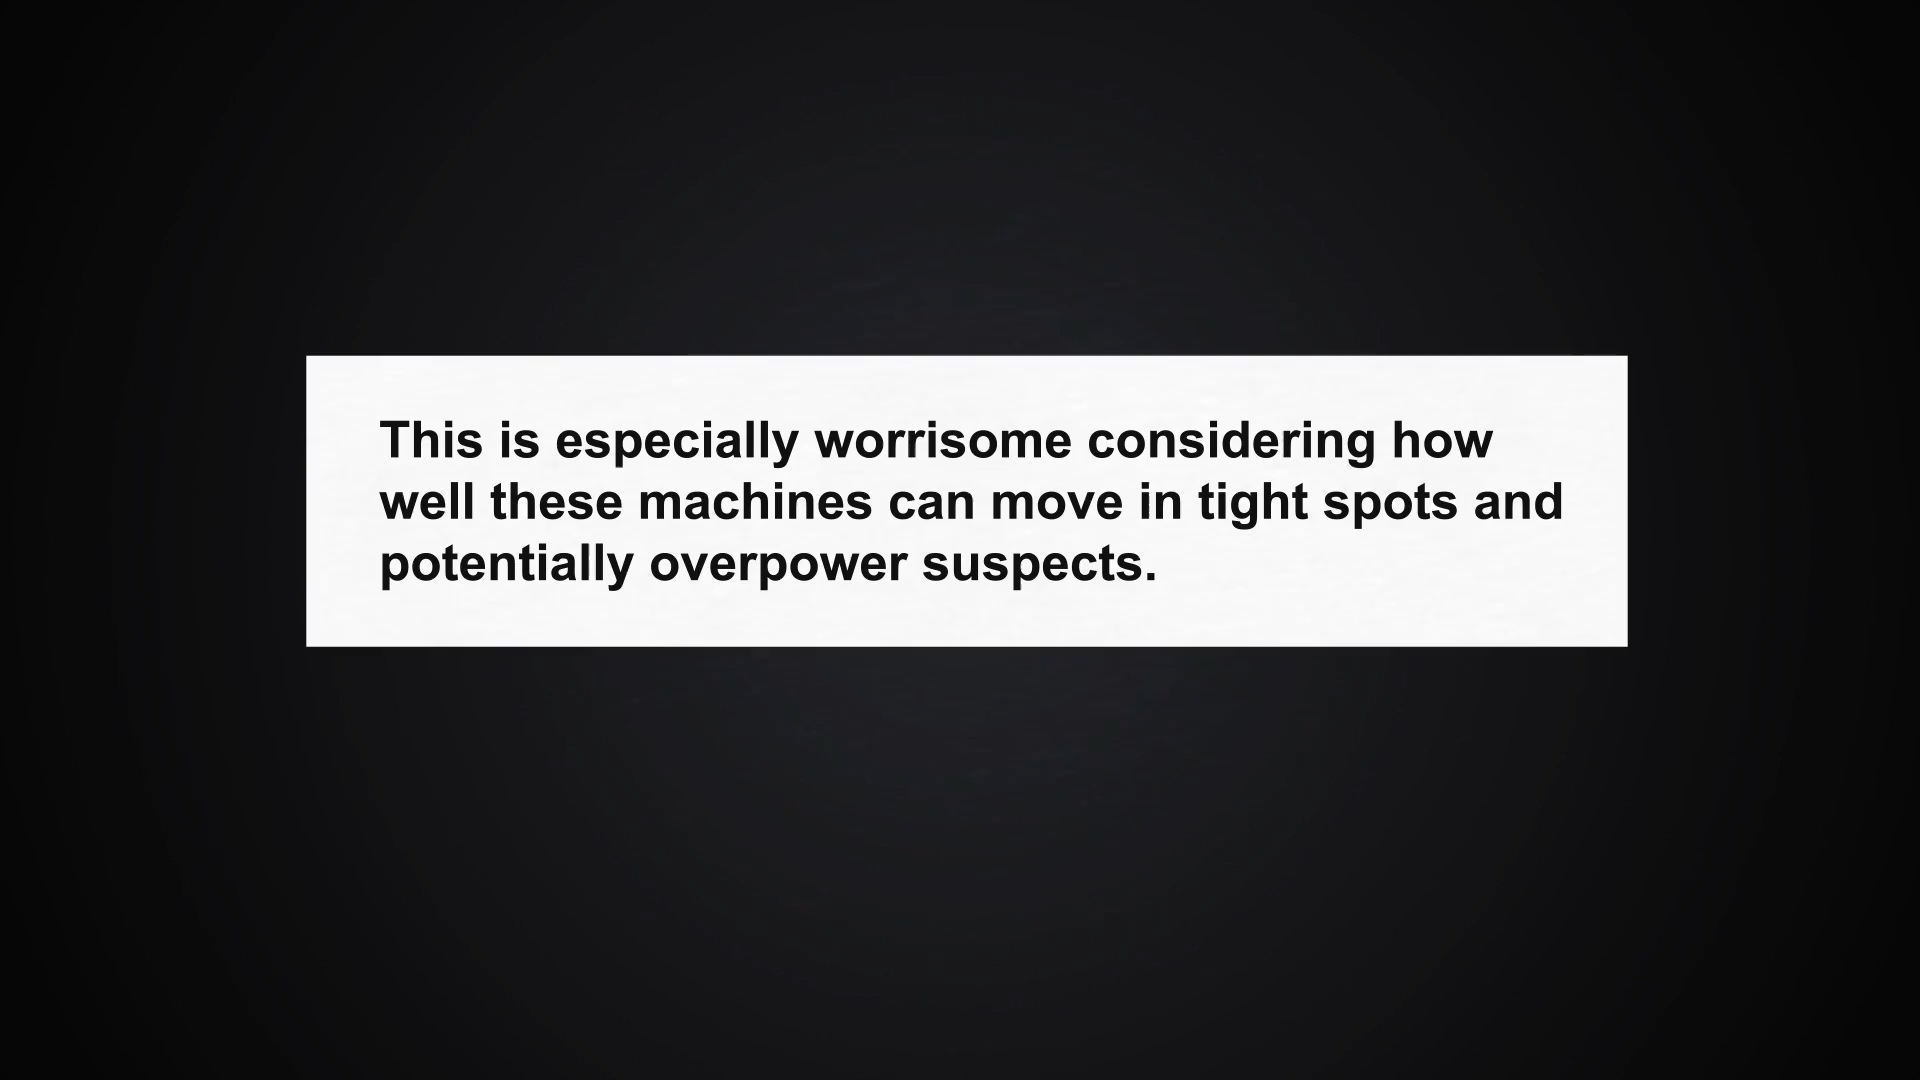 This is especially worrisome considering how
well these machines can move in tight spots and
potentially overpower suspects.